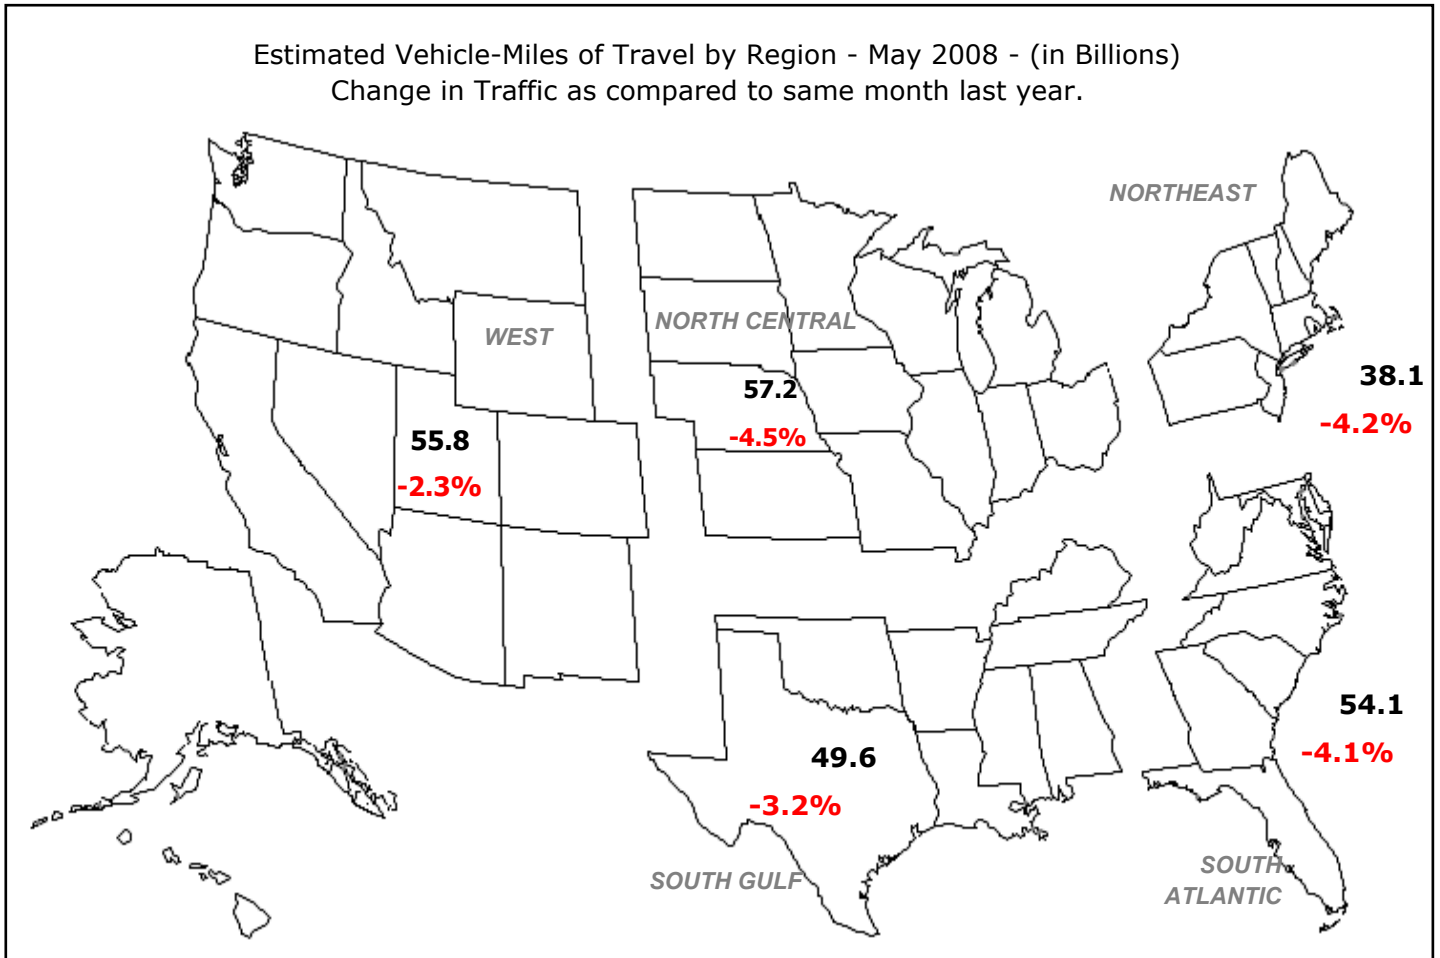 Estimated Vehicle-Miles of Travel by Region - May 2008 - (in Billions)
Change in Traffic as compared to same month last year.
NORTHEAST
WEST
NORTH CENTRAL
38.1
-4.2%
57.2
-4.5%
55.8
-2.3%
54.1
-4.1%
49.6
-3.2%
SOUTH GULF
SOUTH
ATLANTIC